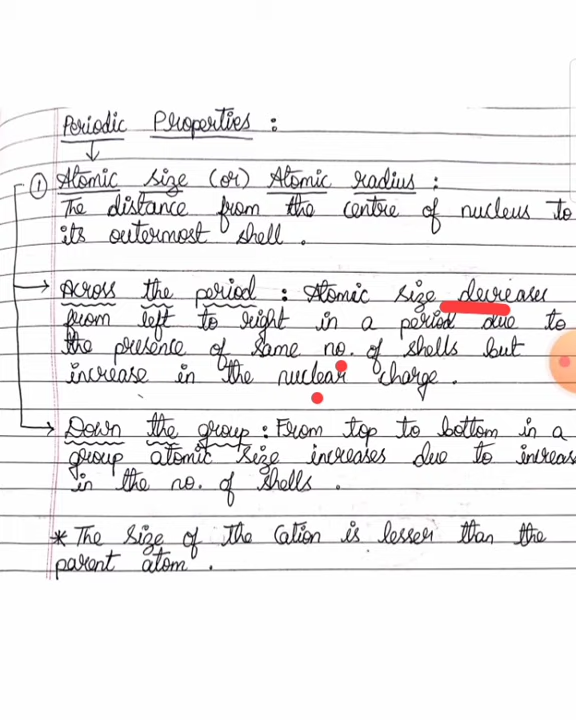 Periodic Properties :
① Atomic size (or) Atomic radius :
The distance from the centre of nucleus to
its outermost shell .
Across the period : Atomic size decreases
from left to right in a period due to
the presence of same no. of shells but
increase in the nuclear charge .
Down the group : From top to bottom in a
group atomic size increases due to increas
in the no. of shells .
* The size of the cation is lesser than the
parent atom .